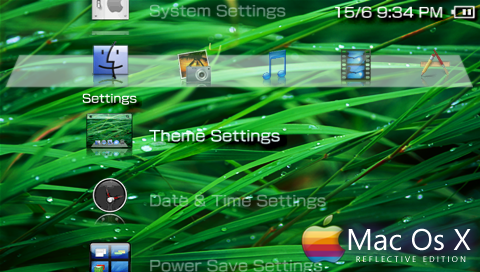 System Settings
15/6 9:34 PM
Settings
Theme Settings
Date & Time Settings
Mac Os X
REFLECTIVE EDITION
Power Save Settings